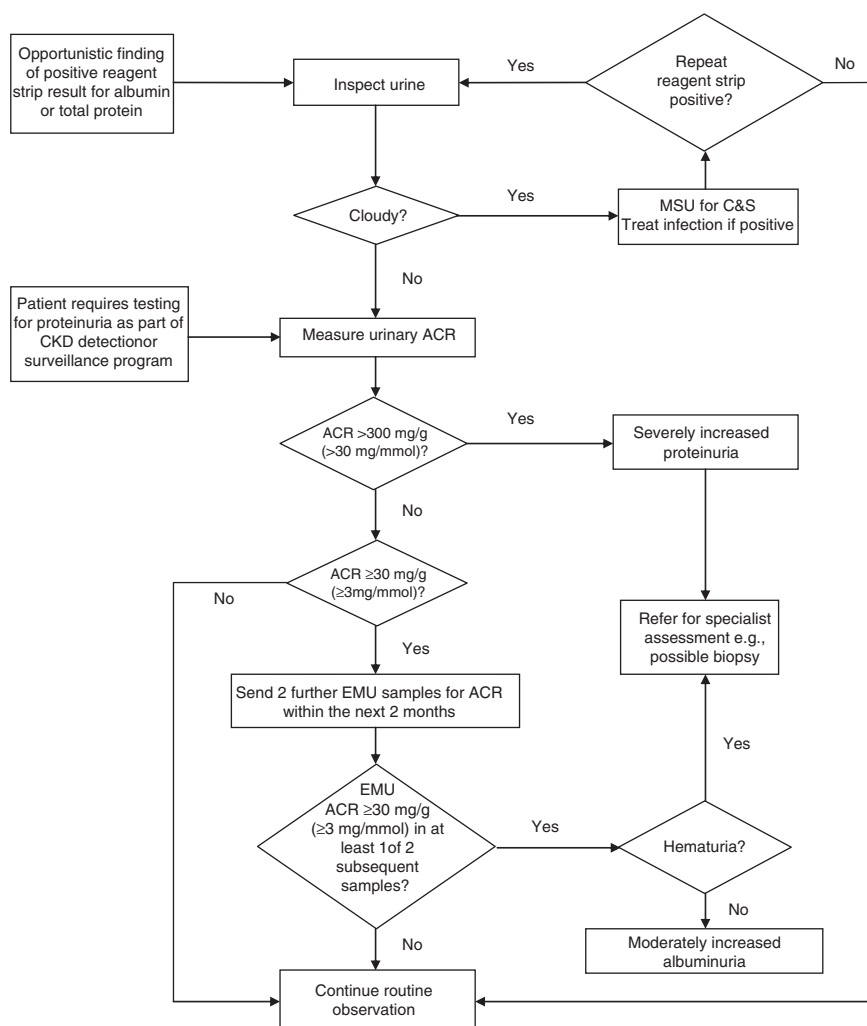 Opportunistic finding
of positive reagent
strip result for albumin
or total protein
Inspect urine
Yes
Repeat
reagent strip
positive?
No
Cloudy?
Yes
MSU for C&S
Treat infection if positive
No
Patient requires testing
for proteinuria as part of
CKD detectionor
surveillance program
Measure urinary ACR
ACR >300 mg/g
(>30 mg/mmol)?
Yes
Severely increased
proteinuria
No
ACR ≥30 mg/g
(≥3mg/mmol)?
No
Refer for specialist
assessment e.g.,
possible biopsy
Yes
Send 2 further EMU samples for ACR
within the next 2 months
Yes
EMU
ACR ≥30 mg/g
(≥3 mg/mmol) in at
least 1of 2
subsequent
samples?
Yes
Hematuria?
No
Moderately increased
albuminuria
No
Continue routine
observation